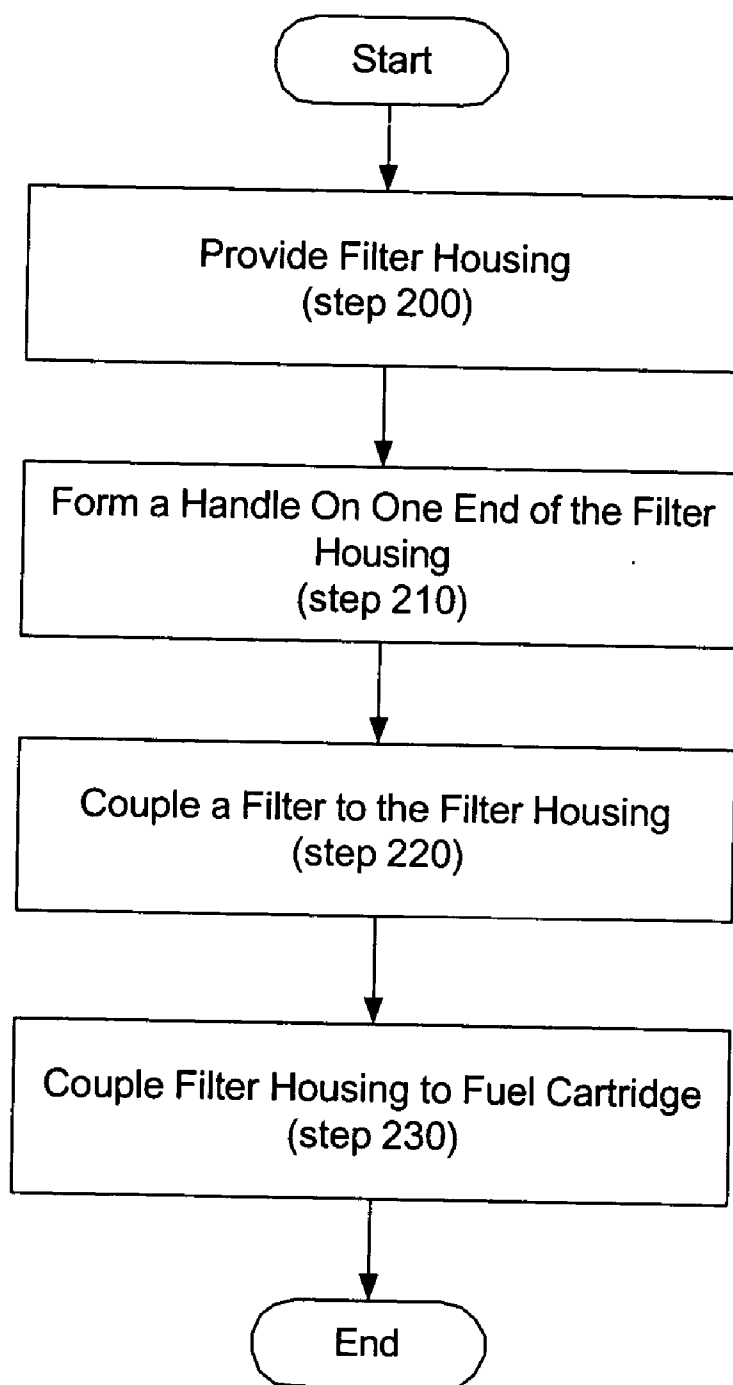 Start
Provide Filter Housing
(step 200)
Form a Handle On One End of the Filter
Housing
(step 210)
Couple a Filter to the Filter Housing
(step 220)
Couple Filter Housing to Fuel Cartridge
(step 230)
End